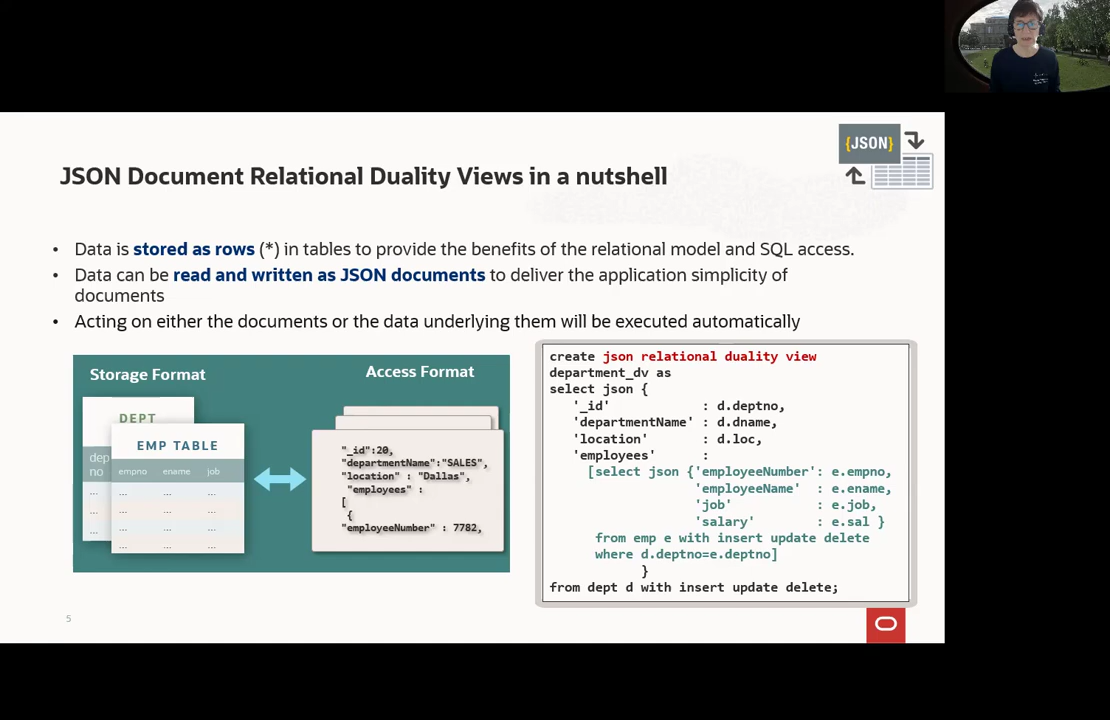 {JSON}
JSON Document Relational Duality Views in a nutshell
• Data is stored as rows (*) in tables to provide the benefits of the relational model and SQL access.
• Data can be read and written as JSON documents to deliver the application simplicity of
documents
• Acting on either the documents or the data underlying them will be executed automatically
Storage Format
DEPT
dep
no
...
...
...
EMP TABLE
empno ename job
... ... ...
... ... ...
... ... ...
... ... ...
Access Format
"_id":20,
"departmentName":"SALES",
"location" : "Dallas",
"employees" :
[
{
"employeeNumber" : 7782,
create json relational duality view
department_dv as
select json {
'_id' : d.deptno,
'departmentName' : d.dname,
'location' : d.loc,
'employees' :
[select json {'employeeNumber': e.empno,
'employeeName' : e.ename,
'job' : e.job,
'salary' : e.sal }
from emp e with insert update delete
where d.deptno=e.deptno]
}
from dept d with insert update delete;
5